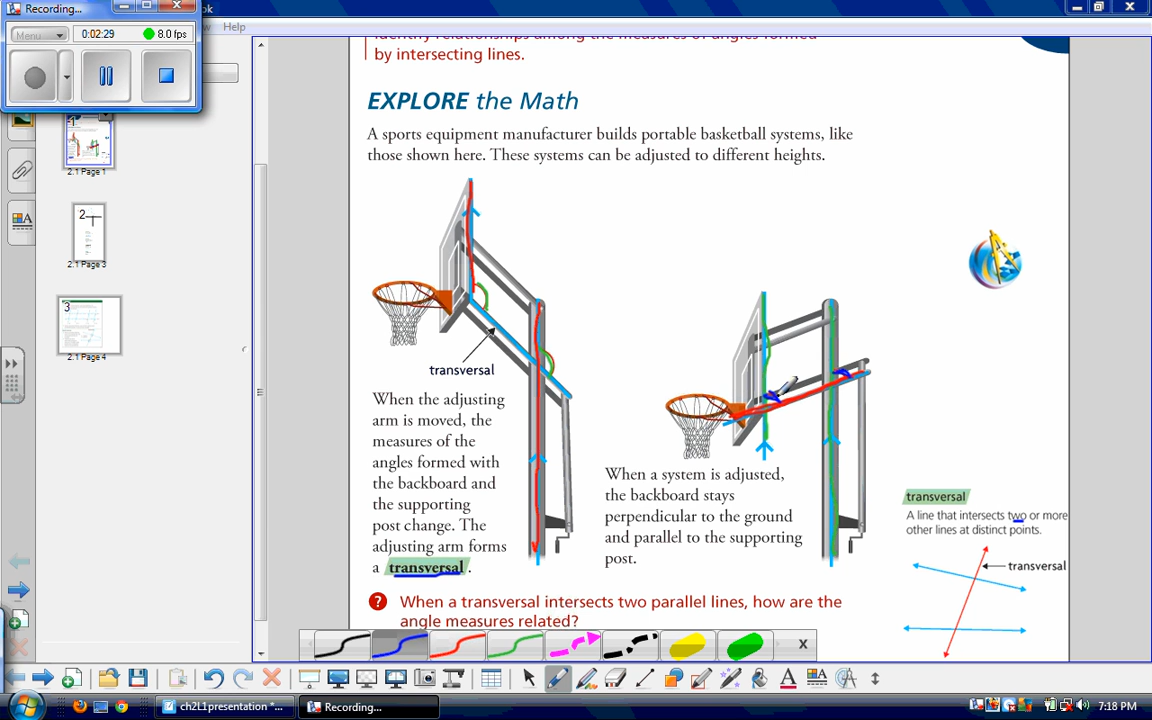 Recording...
ok
Menu
0:02:29
8.0 fps
Help
by intersecting lines.
EXPLORE the Math
A sports equipment manufacturer builds portable basketball systems, like
those shown here. These systems can be adjusted to different heights.
1
2.1 Page 1
2
2.1 Page 3
3
2.1 Page 4
transversal
When the adjusting
arm is moved, the
measures of the
angles formed with
the backboard and
the supporting
post change. The
adjusting arm forms
a transversal.
When a system is adjusted,
the backboard stays
perpendicular to the ground
and parallel to the supporting
post.
transversal
A line that intersects two or more
other lines at distinct points.
transversal
? When a transversal intersects two parallel lines, how are the
angle measures related?
x
A
ch2L1presentation *...
Recording...
7:18 PM